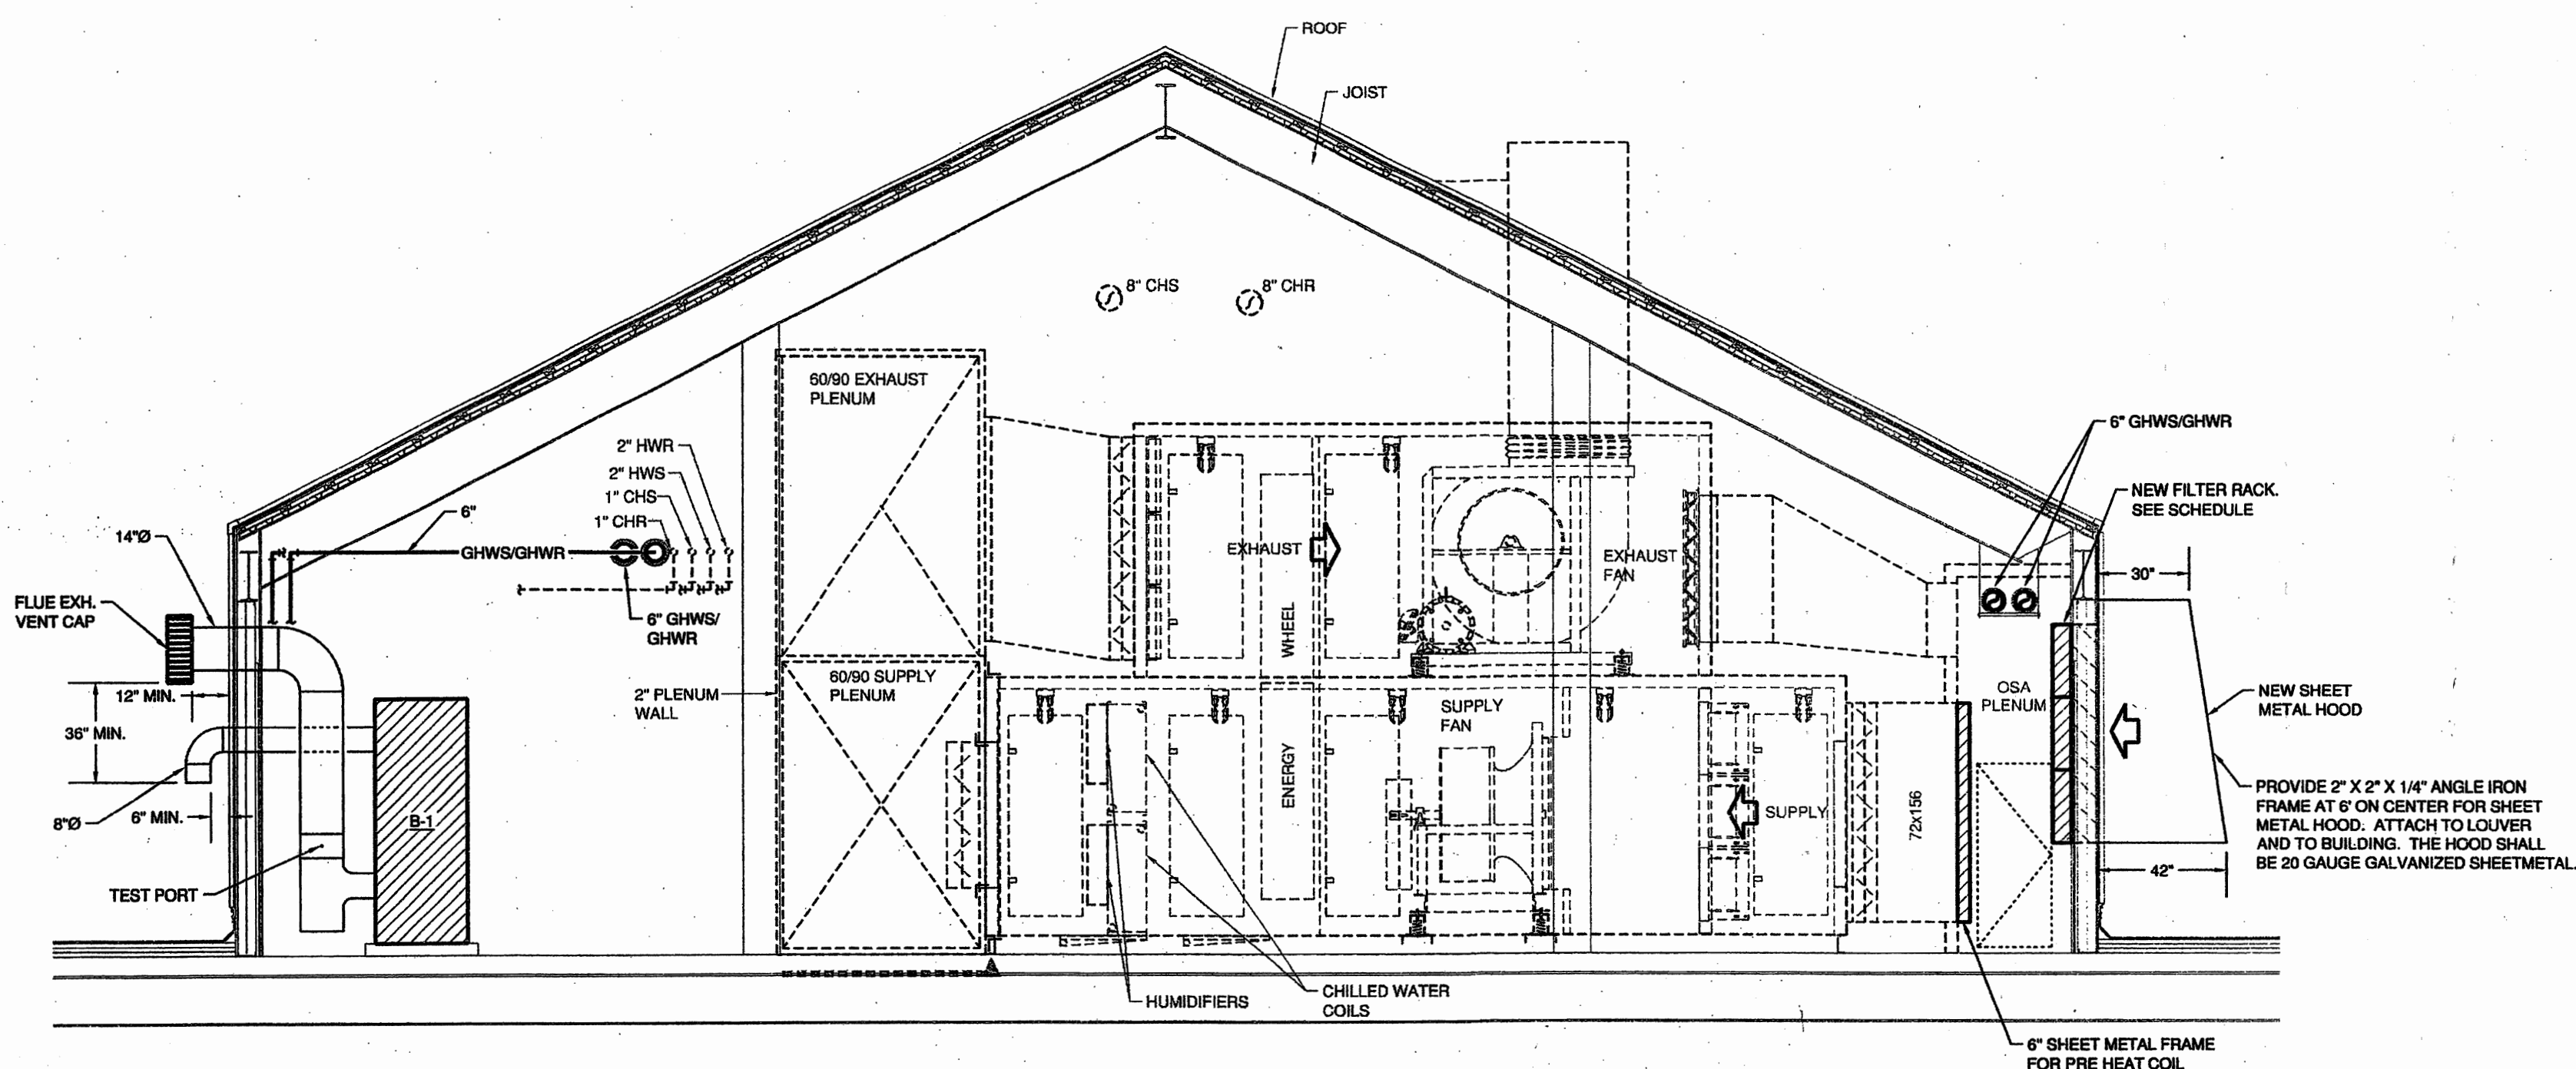 ROOF
JOIST
8" CHS
8" CHR
60/90 EXHAUST
PLENUM
6" GHWS/GHWR
2" HWR
2" HWS
1" CHS
1" CHR
6"
NEW FILTER RACK.
SEE SCHEDULE
14"Ø
GHWS/GHWR
EXHAUST
EXHAUST
FAN
30"
FLUE EXH.
VENT CAP
6" GHWS/
GHWR
WHEEL
12" MIN.
2" PLENUM
WALL
60/90 SUPPLY
PLENUM
SUPPLY
FAN
OSA
PLENUM
NEW SHEET
METAL HOOD
36" MIN.
ENERGY
8"Ø
6" MIN.
B-1
SUPPLY
72x156
PROVIDE 2" X 2" X 1/4" ANGLE IRON
FRAME AT 6' ON CENTER FOR SHEET
METAL HOOD. ATTACH TO LOUVER
AND TO BUILDING. THE HOOD SHALL
BE 20 GAUGE GALVANIZED SHEETMETAL.
42"
TEST PORT
HUMIDIFIERS
CHILLED WATER
COILS
6" SHEET METAL FRAME
FOR PRE HEAT COIL